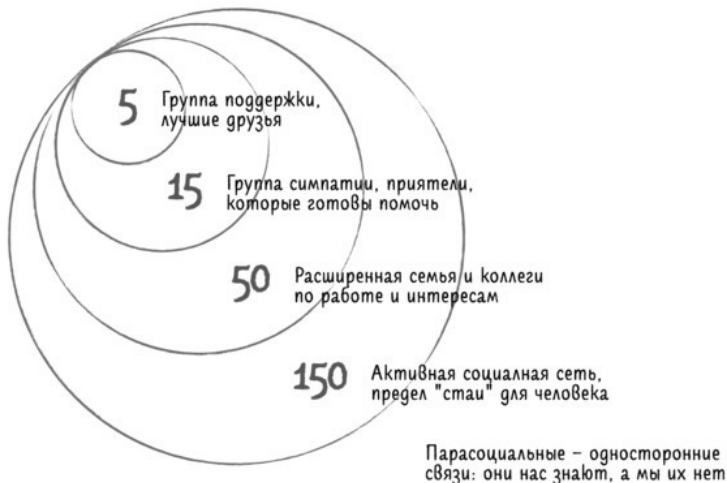 5 Группа поддержки,
лучшие друзья
15 Группа симпатии, приятели,
которые готовы помочь
50 Расширенная семья и коллеги
по работе и интересам
150 Активная социалная сеть,
предел "стаи" для человека
Парасоциальные – односторонние
связи: они нас знают, а мы их нет